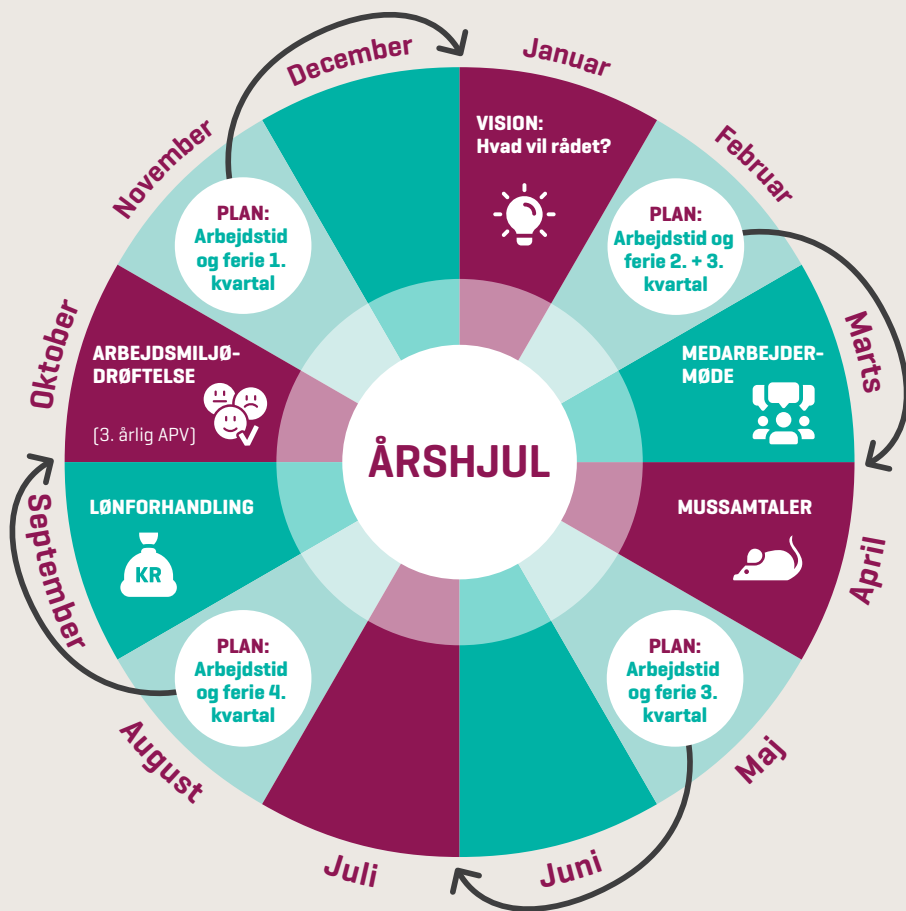 ÅRSHJUL
Januar
VISION:
Hvad vil rådet?
Februar
PLAN:
Arbejdstid og
ferie 2. + 3.
kvartal
Marts
MEDARBEJDER-
MØDE
April
MUSSAMTALER
Maj
PLAN:
Arbejdstid
og ferie 3.
kvartal
Juni
Juli
August
PLAN:
Arbejdstid
og ferie 4.
kvartal
September
LØNFORHANDLING
KR
Oktober
ARBEJDSMILJØ-
DRØFTELSE
(3. årlig APV)
November
PLAN:
Arbejdstid
og ferie 1.
kvartal
December